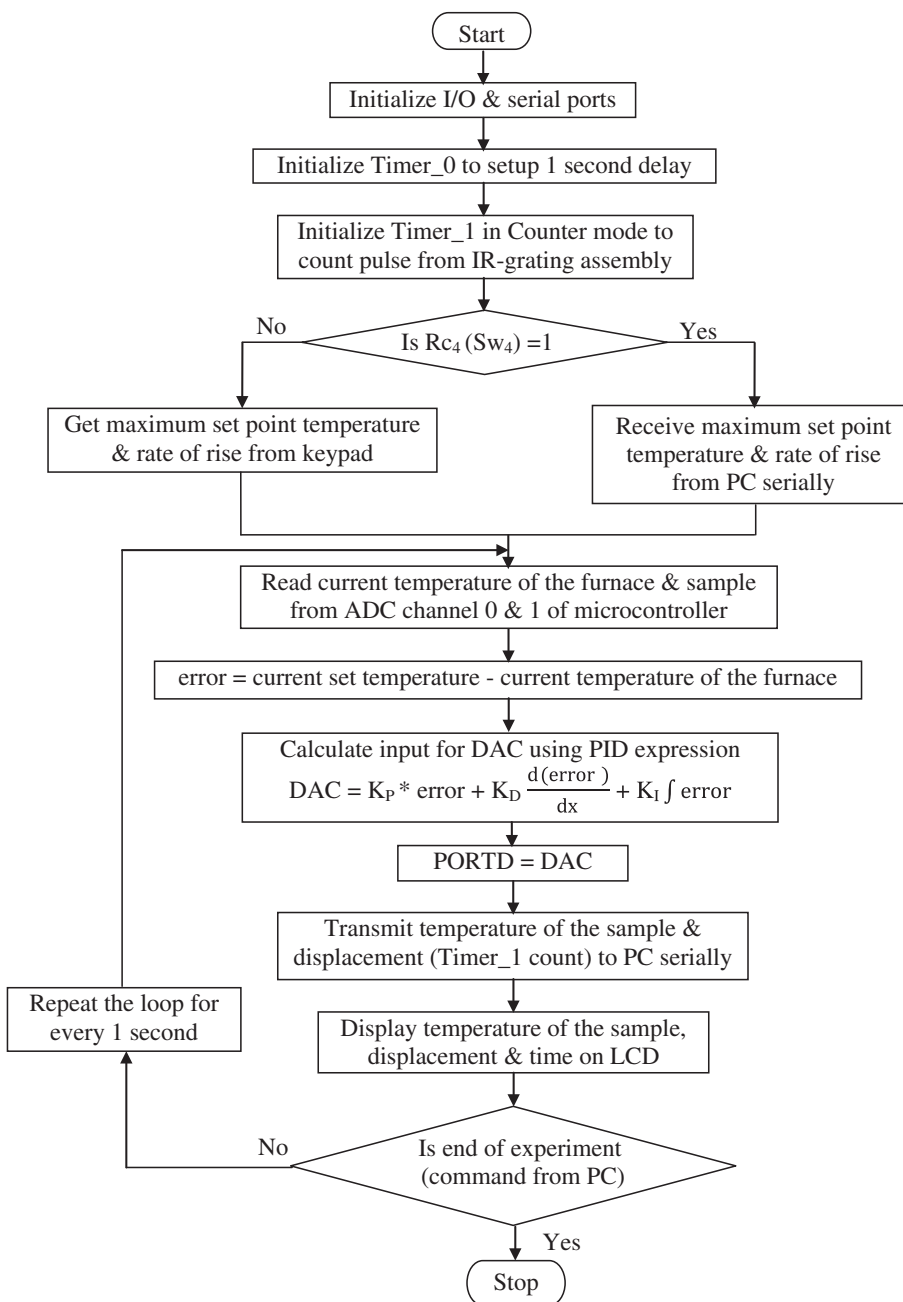 Start
Initialize I/O & serial ports
Initialize Timer_0 to setup 1 second delay
Initialize Timer_1 in Counter mode to
count pulse from IR-grating assembly
No
Is Rc₄ (Sw₄) =1
Yes
Get maximum set point temperature
& rate of rise from keypad
Receive maximum set point
temperature & rate of rise
from PC serially
Read current temperature of the furnace & sample
from ADC channel 0 & 1 of microcontroller
error = current set temperature - current temperature of the furnace
Calculate input for DAC using PID expression
DAC = K_P * error + K_D d(error )/dx + K_I ∫ error
PORTD = DAC
Transmit temperature of the sample &
displacement (Timer_1 count) to PC serially
Repeat the loop for
every 1 second
Display temperature of the sample,
displacement & time on LCD
No
Is end of experiment
(command from PC)
Yes
Stop